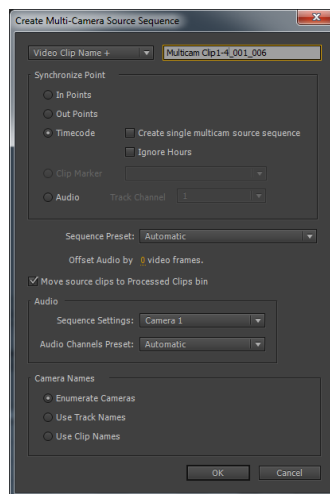 Create Multi-Camera Source Sequence
Video Clip Name + Multicam Clip1-4_001_006
Synchronize Point
In Points
Out Points
Timecode Create single multicam source sequence
Ignore Hours
Clip Marker
Audio Track Channel 1
Sequence Preset: Automatic
Offset Audio by 0 video frames.
Move source clips to Processed Clips bin
Audio
Sequence Settings: Camera 1
Audio Channels Preset: Automatic
Camera Names
Enumerate Cameras
Use Track Names
Use Clip Names
OK Cancel